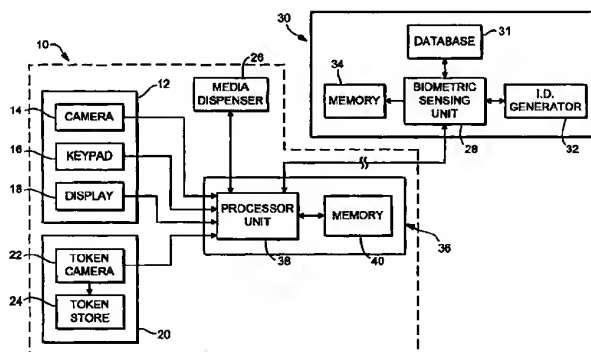 30
DATABASE
31
10
26
34
12
MEDIA
DISPENSER
MEMORY
BIOMETRIC
SENSING
UNIT
I.D.
GENERATOR
14
CAMERA
28
32
16
KEYPAD
18
DISPLAY
PROCESSOR
UNIT
MEMORY
36
22
TOKEN
CAMERA
38
40
24
TOKEN
STORE
20